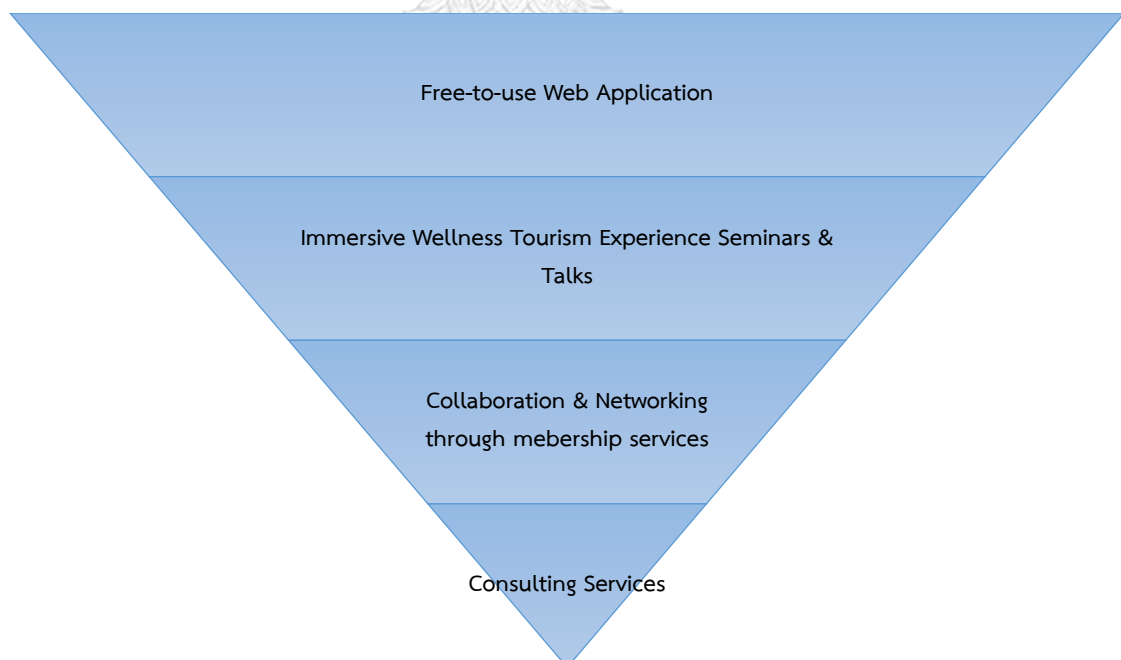 Free-to-use Web Application
Immersive Wellness Tourism Experience Seminars &
Talks
Collaboration & Networking
through mebership services
Consulting Services